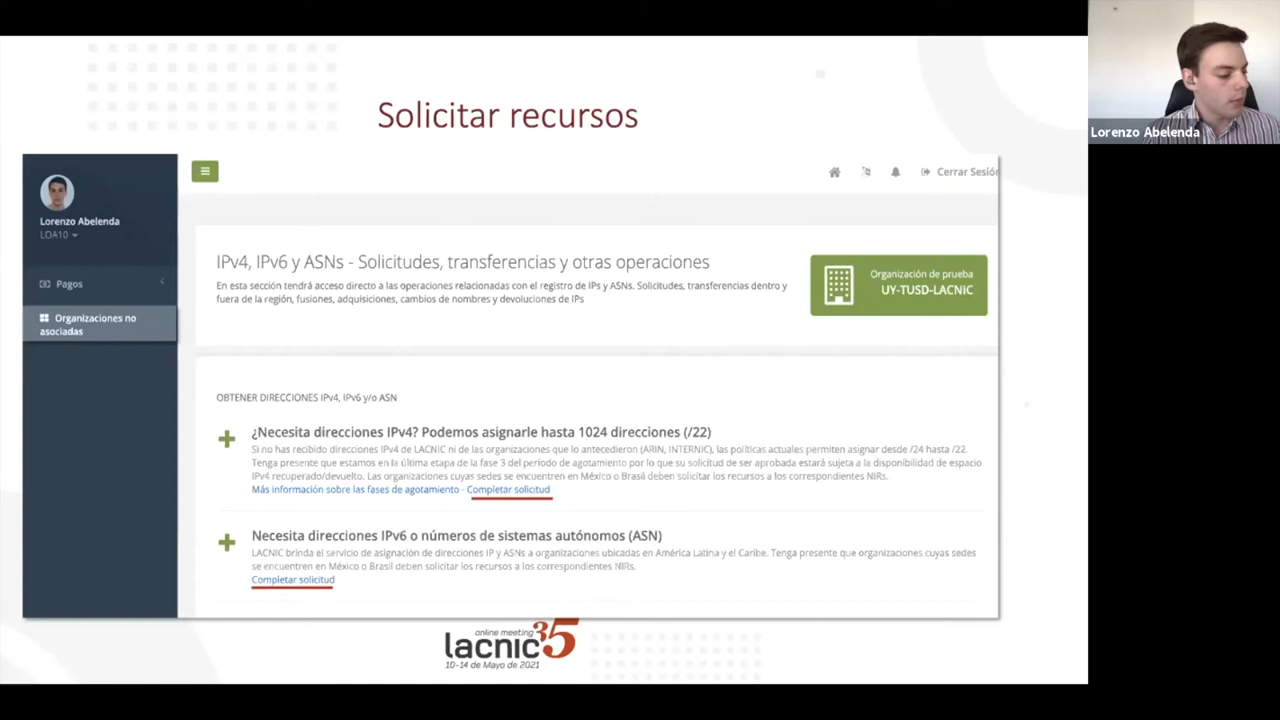 Solicitar recursos
Lorenzo Abelenda
Lorenzo Abelenda
LOA10
Pagos
Organizaciones no
asociadas
Cerrar Sesión
IPv4, IPv6 y ASNs - Solicitudes, transferencias y otras operaciones
En esta sección tendrá acceso directo a las operaciones relacionadas con el registro de IPs y ASNs. Solicitudes, transferencias dentro y
fuera de la región, fusiones, adquisiciones, cambios de nombres y devoluciones de IPs
Organización de prueba
UY-TUSD-LACNIC
OBTENER DIRECCIONES IPv4, IPv6 y/o ASN
¿Necesita direcciones IPv4? Podemos asignarle hasta 1024 direcciones (/22)
Si no has recibido direcciones IPv4 de LACNIC ni de las organizaciones que lo antecedieron (ARIN, INTERNIC), las políticas actuales permiten asignar desde /24 hasta /22.
Tenga presente que estamos en la última etapa de la fase 3 del periodo de agotamiento por lo que su solicitud de ser aprobada estará sujeta a la disponibilidad de espacio
IPv4 recuperado/devuelto. Las organizaciones cuyas sedes se encuentren en México o Brasil deben solicitar los recursos a los correspondientes NIRs.
Más información sobre las fases de agotamiento - Completar solicitud
Necesita direcciones IPv6 o números de sistemas autónomos (ASN)
LACNIC brinda el servicio de asignación de direcciones IP y ASNs a organizaciones ubicadas en América Latina y el Caribe. Tenga presente que organizaciones cuyas sedes
se encuentren en México o Brasil deben solicitar los recursos a los correspondientes NIRs.
Completar solicitud
online meeting
lacnic 35
10-14 de Mayo de 2021